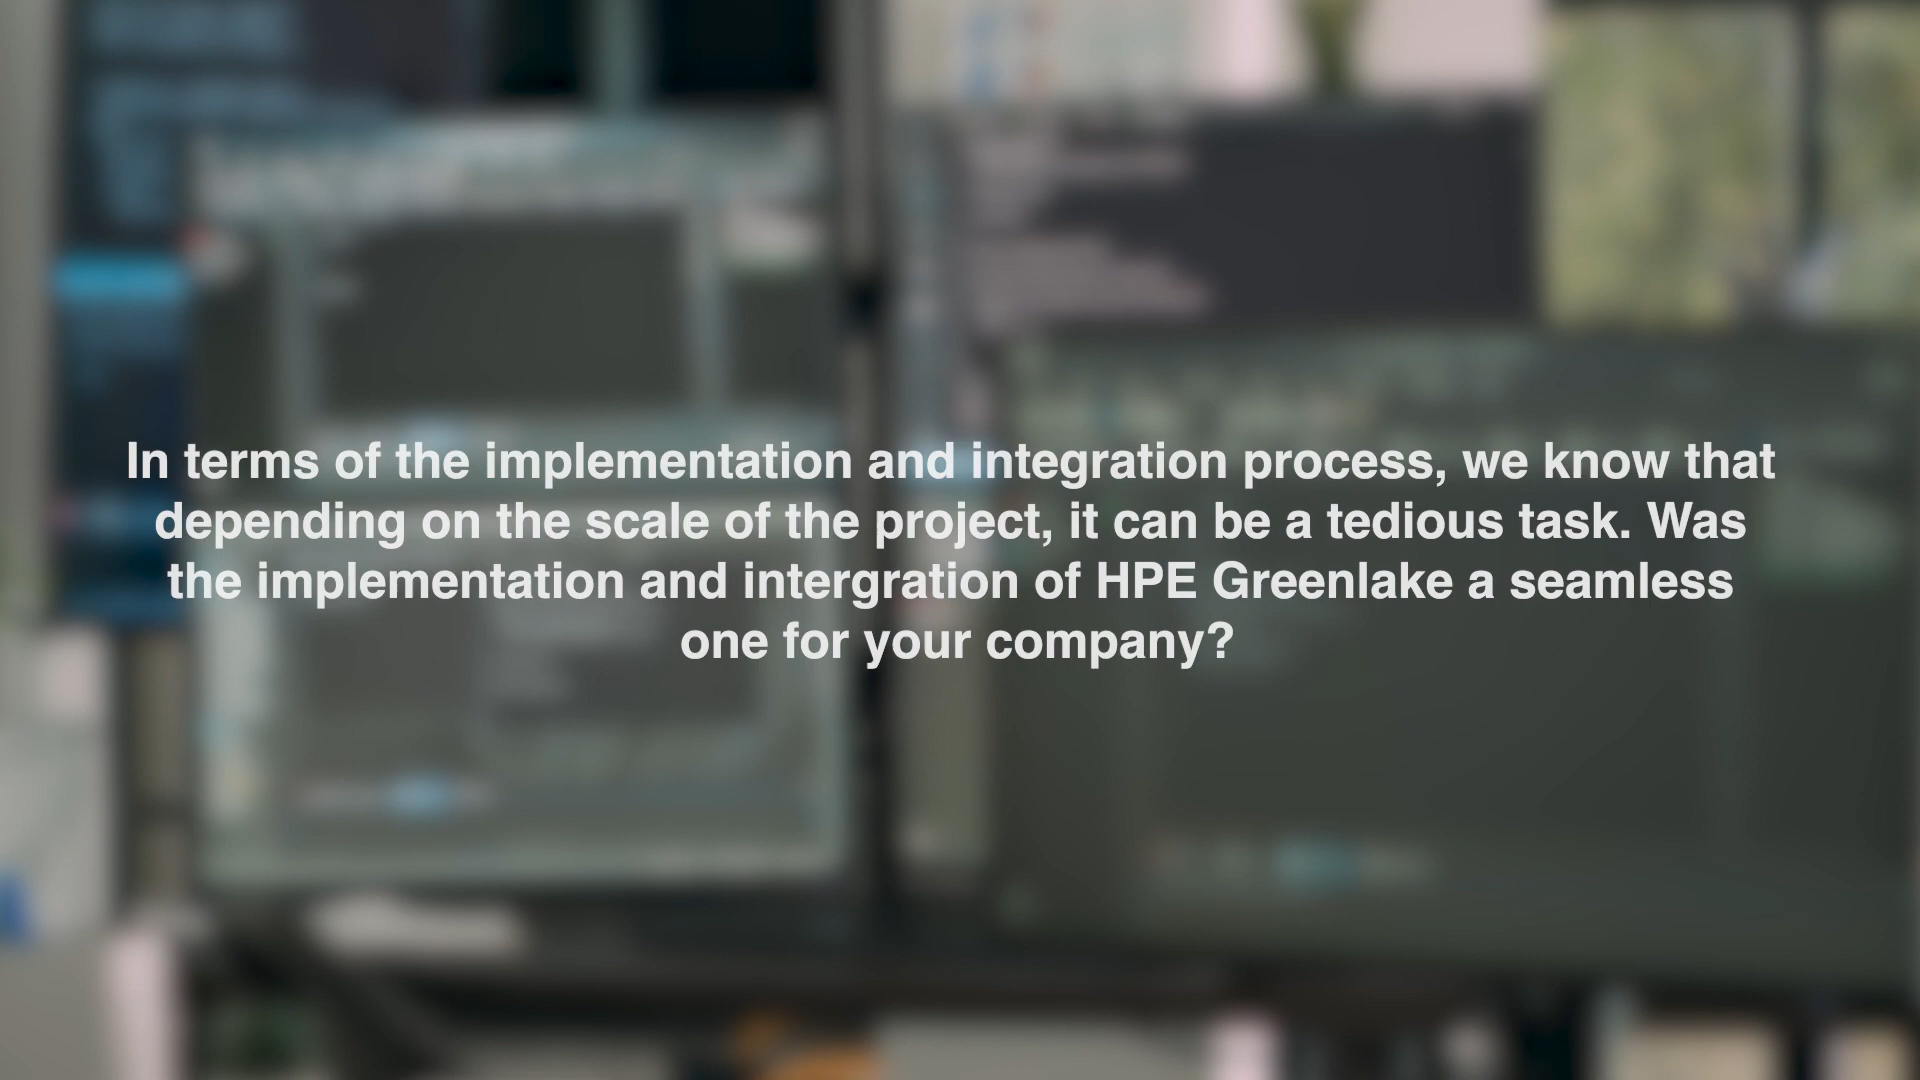 In terms of the implementation and integration process, we know that
depending on the scale of the project, it can be a tedious task. Was
the implementation and intergration of HPE Greenlake a seamless
one for your company?